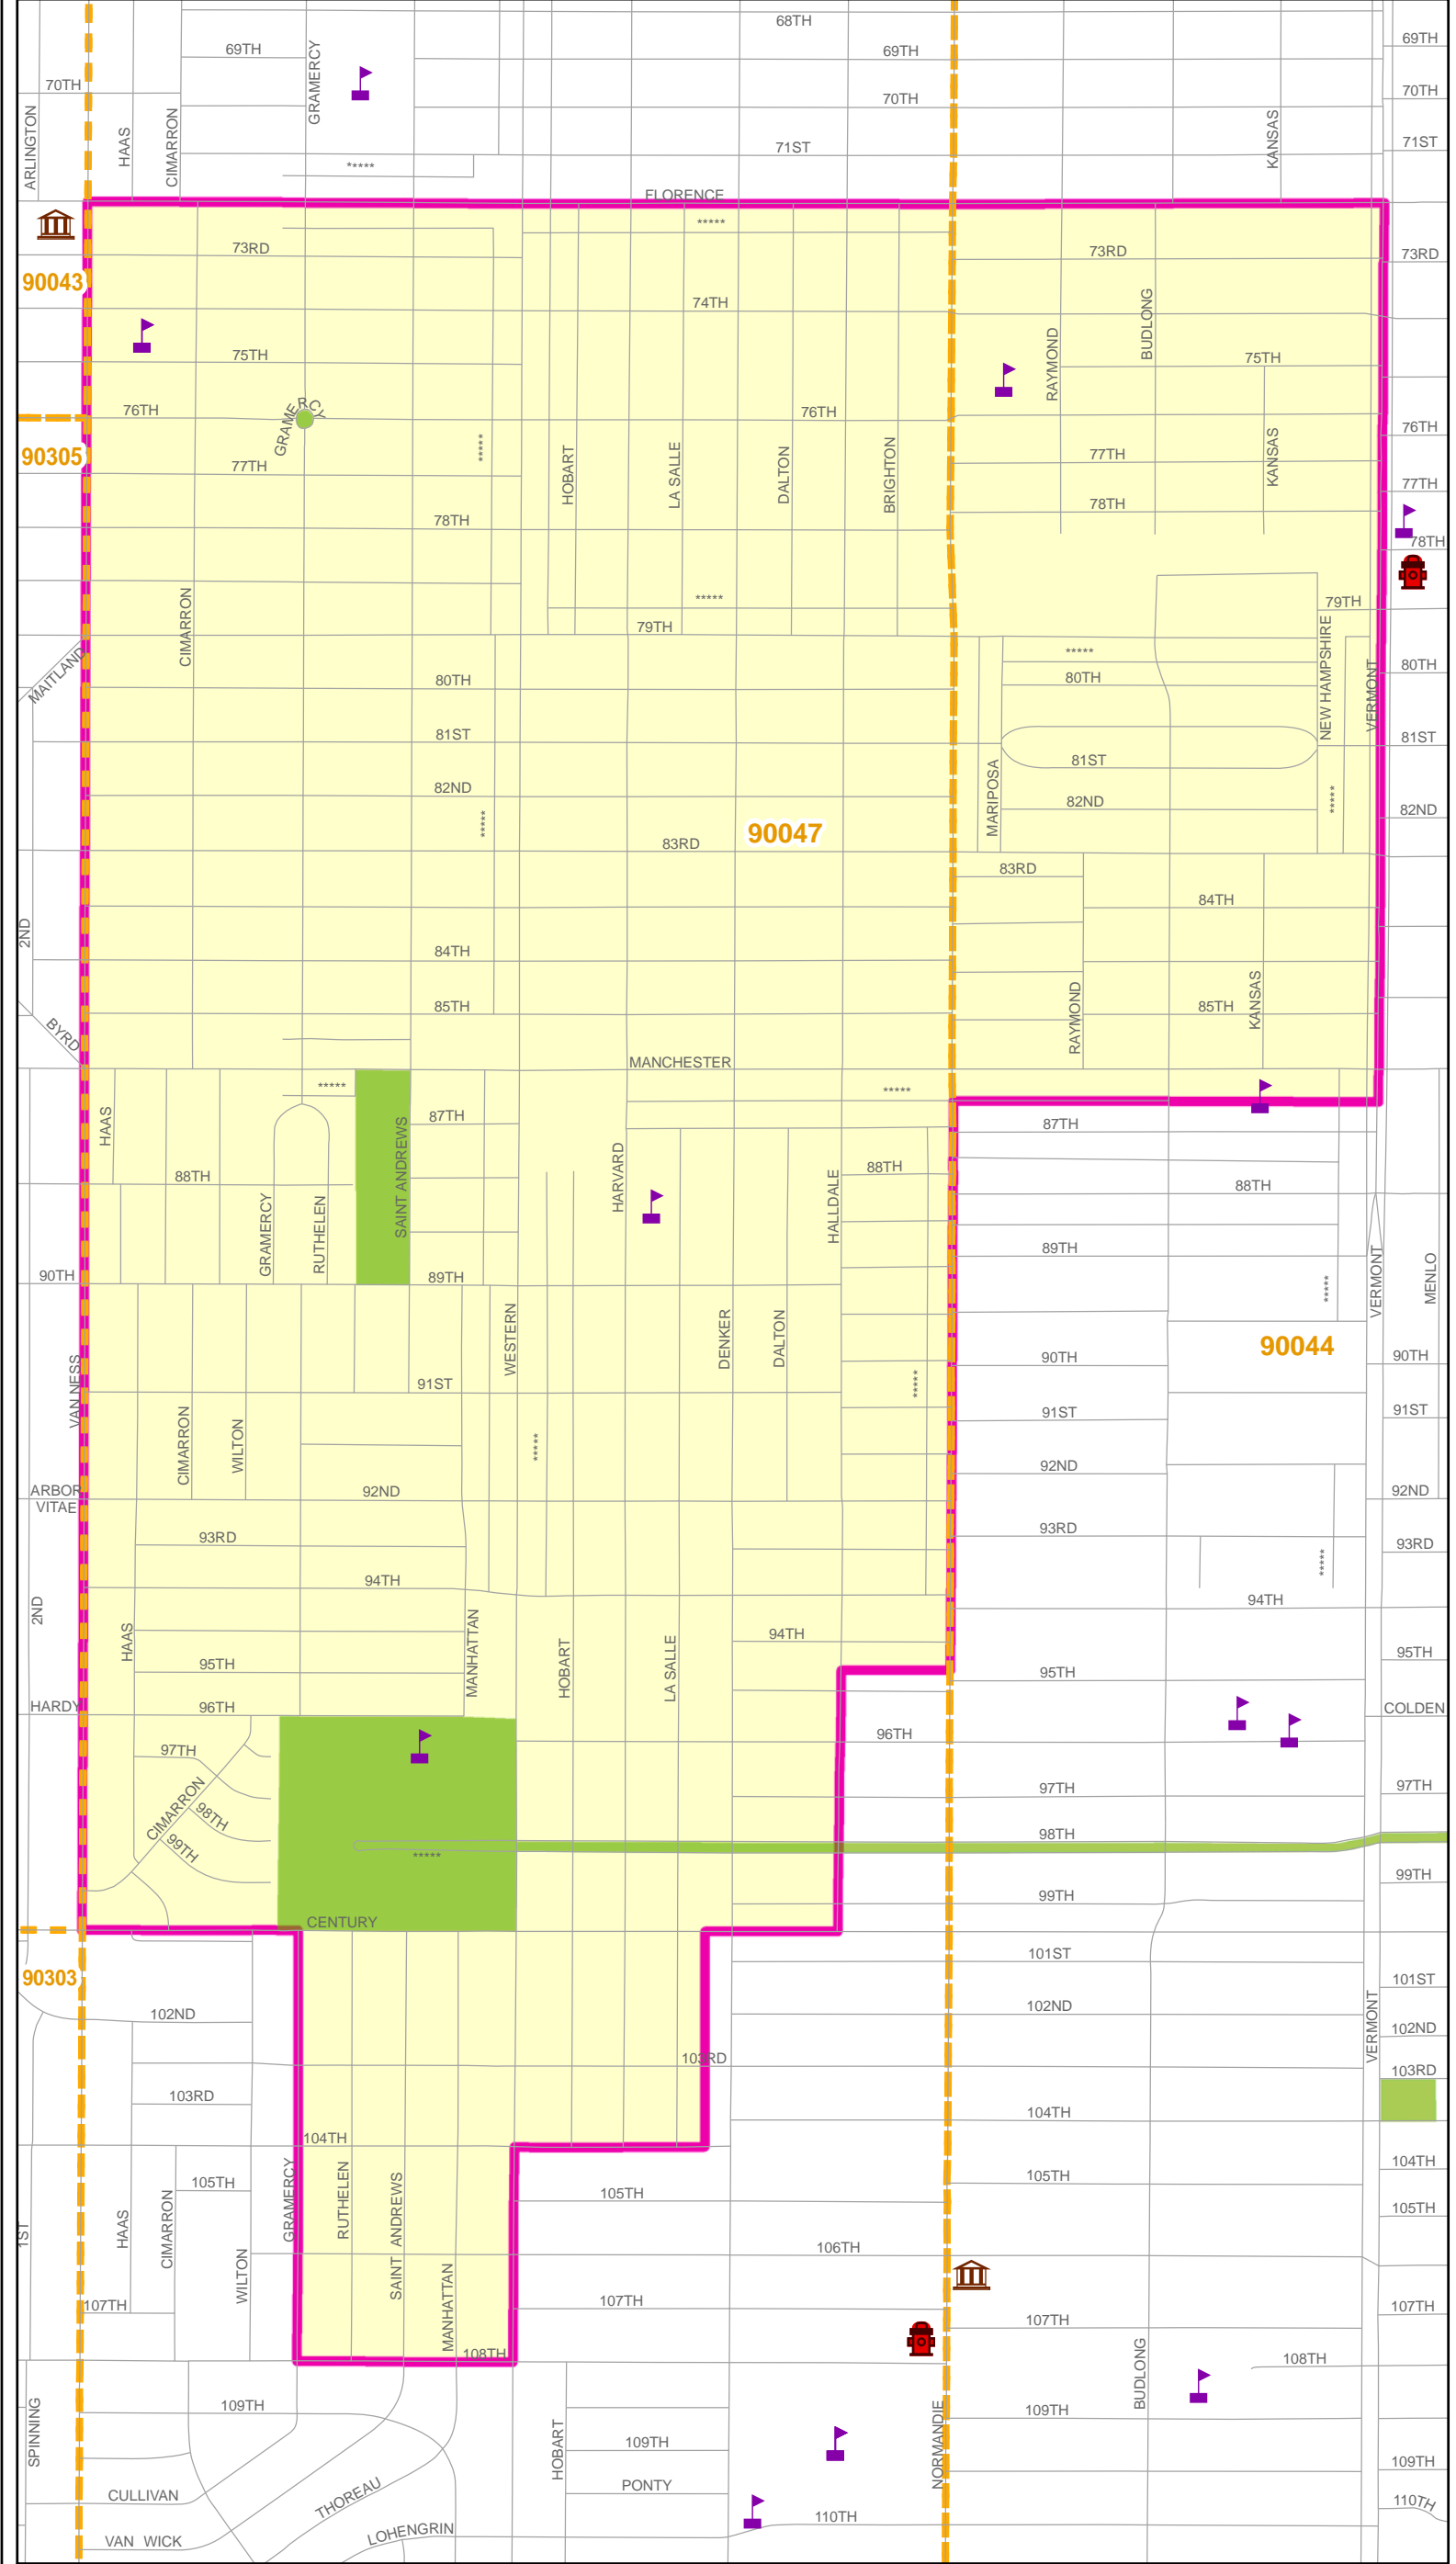 68TH
69TH
69TH
69TH
GRAMERCY
70TH
70TH
70TH
ARLINGTON
HAAS
CIMARRON
KANSAS
71ST
71ST
*****
FLORENCE
*****
73RD
73RD
73RD
90043
74TH
BUDLONG
RAYMOND
75TH
75TH
76TH
GRAMERCY
76TH
76TH
90305
77TH
*****
HOBART
LA SALLE
DALTON
BRIGHTON
77TH
KANSAS
77TH
78TH
78TH
78TH
CIMARRON
*****
79TH
79TH
NEW HAMPSHIRE
MAITLAND
*****
80TH
80TH
VERMONT
80TH
81ST
81ST
81ST
82ND
MARIPOSA
82ND
*****
82ND
*****
90047
83RD
83RD
84TH
2ND
84TH
85TH
RAYMOND
85TH
KANSAS
BYRD
MANCHESTER
*****
*****
HAAS
87TH
87TH
SAINT ANDREWS
HARVARD
88TH
88TH
88TH
HALLDALE
GRAMERCY
RUTHELEN
89TH
90TH
89TH
VERMONT
MENLO
*****
WESTERN
DENKER
DALTON
90044
90TH
90TH
VAN NESS
91ST
*****
91ST
91ST
CIMARRON
WILTON
*****
92ND
ARBOR
VITAE
92ND
92ND
93RD
93RD
93RD
*****
94TH
94TH
2ND
HAAS
MANHATTAN
HOBART
LA SALLE
94TH
95TH
95TH
95TH
HARDY
96TH
COLDEN
96TH
97TH
CIMARRON
98TH
99TH
97TH
97TH
98TH
*****
99TH
99TH
CENTURY
101ST
90303
101ST
102ND
102ND
102ND
VERMONT
103RD
103RD
103RD
104TH
104TH
104TH
105TH
GRAMERCY
RUTHELEN
SAINT ANDREWS
105TH
105TH
105TH
1ST
HAAS
CIMARRON
WILTON
MANHATTAN
106TH
107TH
107TH
107TH
107TH
108TH
108TH
BUDLONG
SPINNING
109TH
109TH
NORMANDIE
HOBART
109TH
109TH
CULLIVAN
THOREAU
PONTY
110TH
110TH
VAN WICK
LOHENGRIN